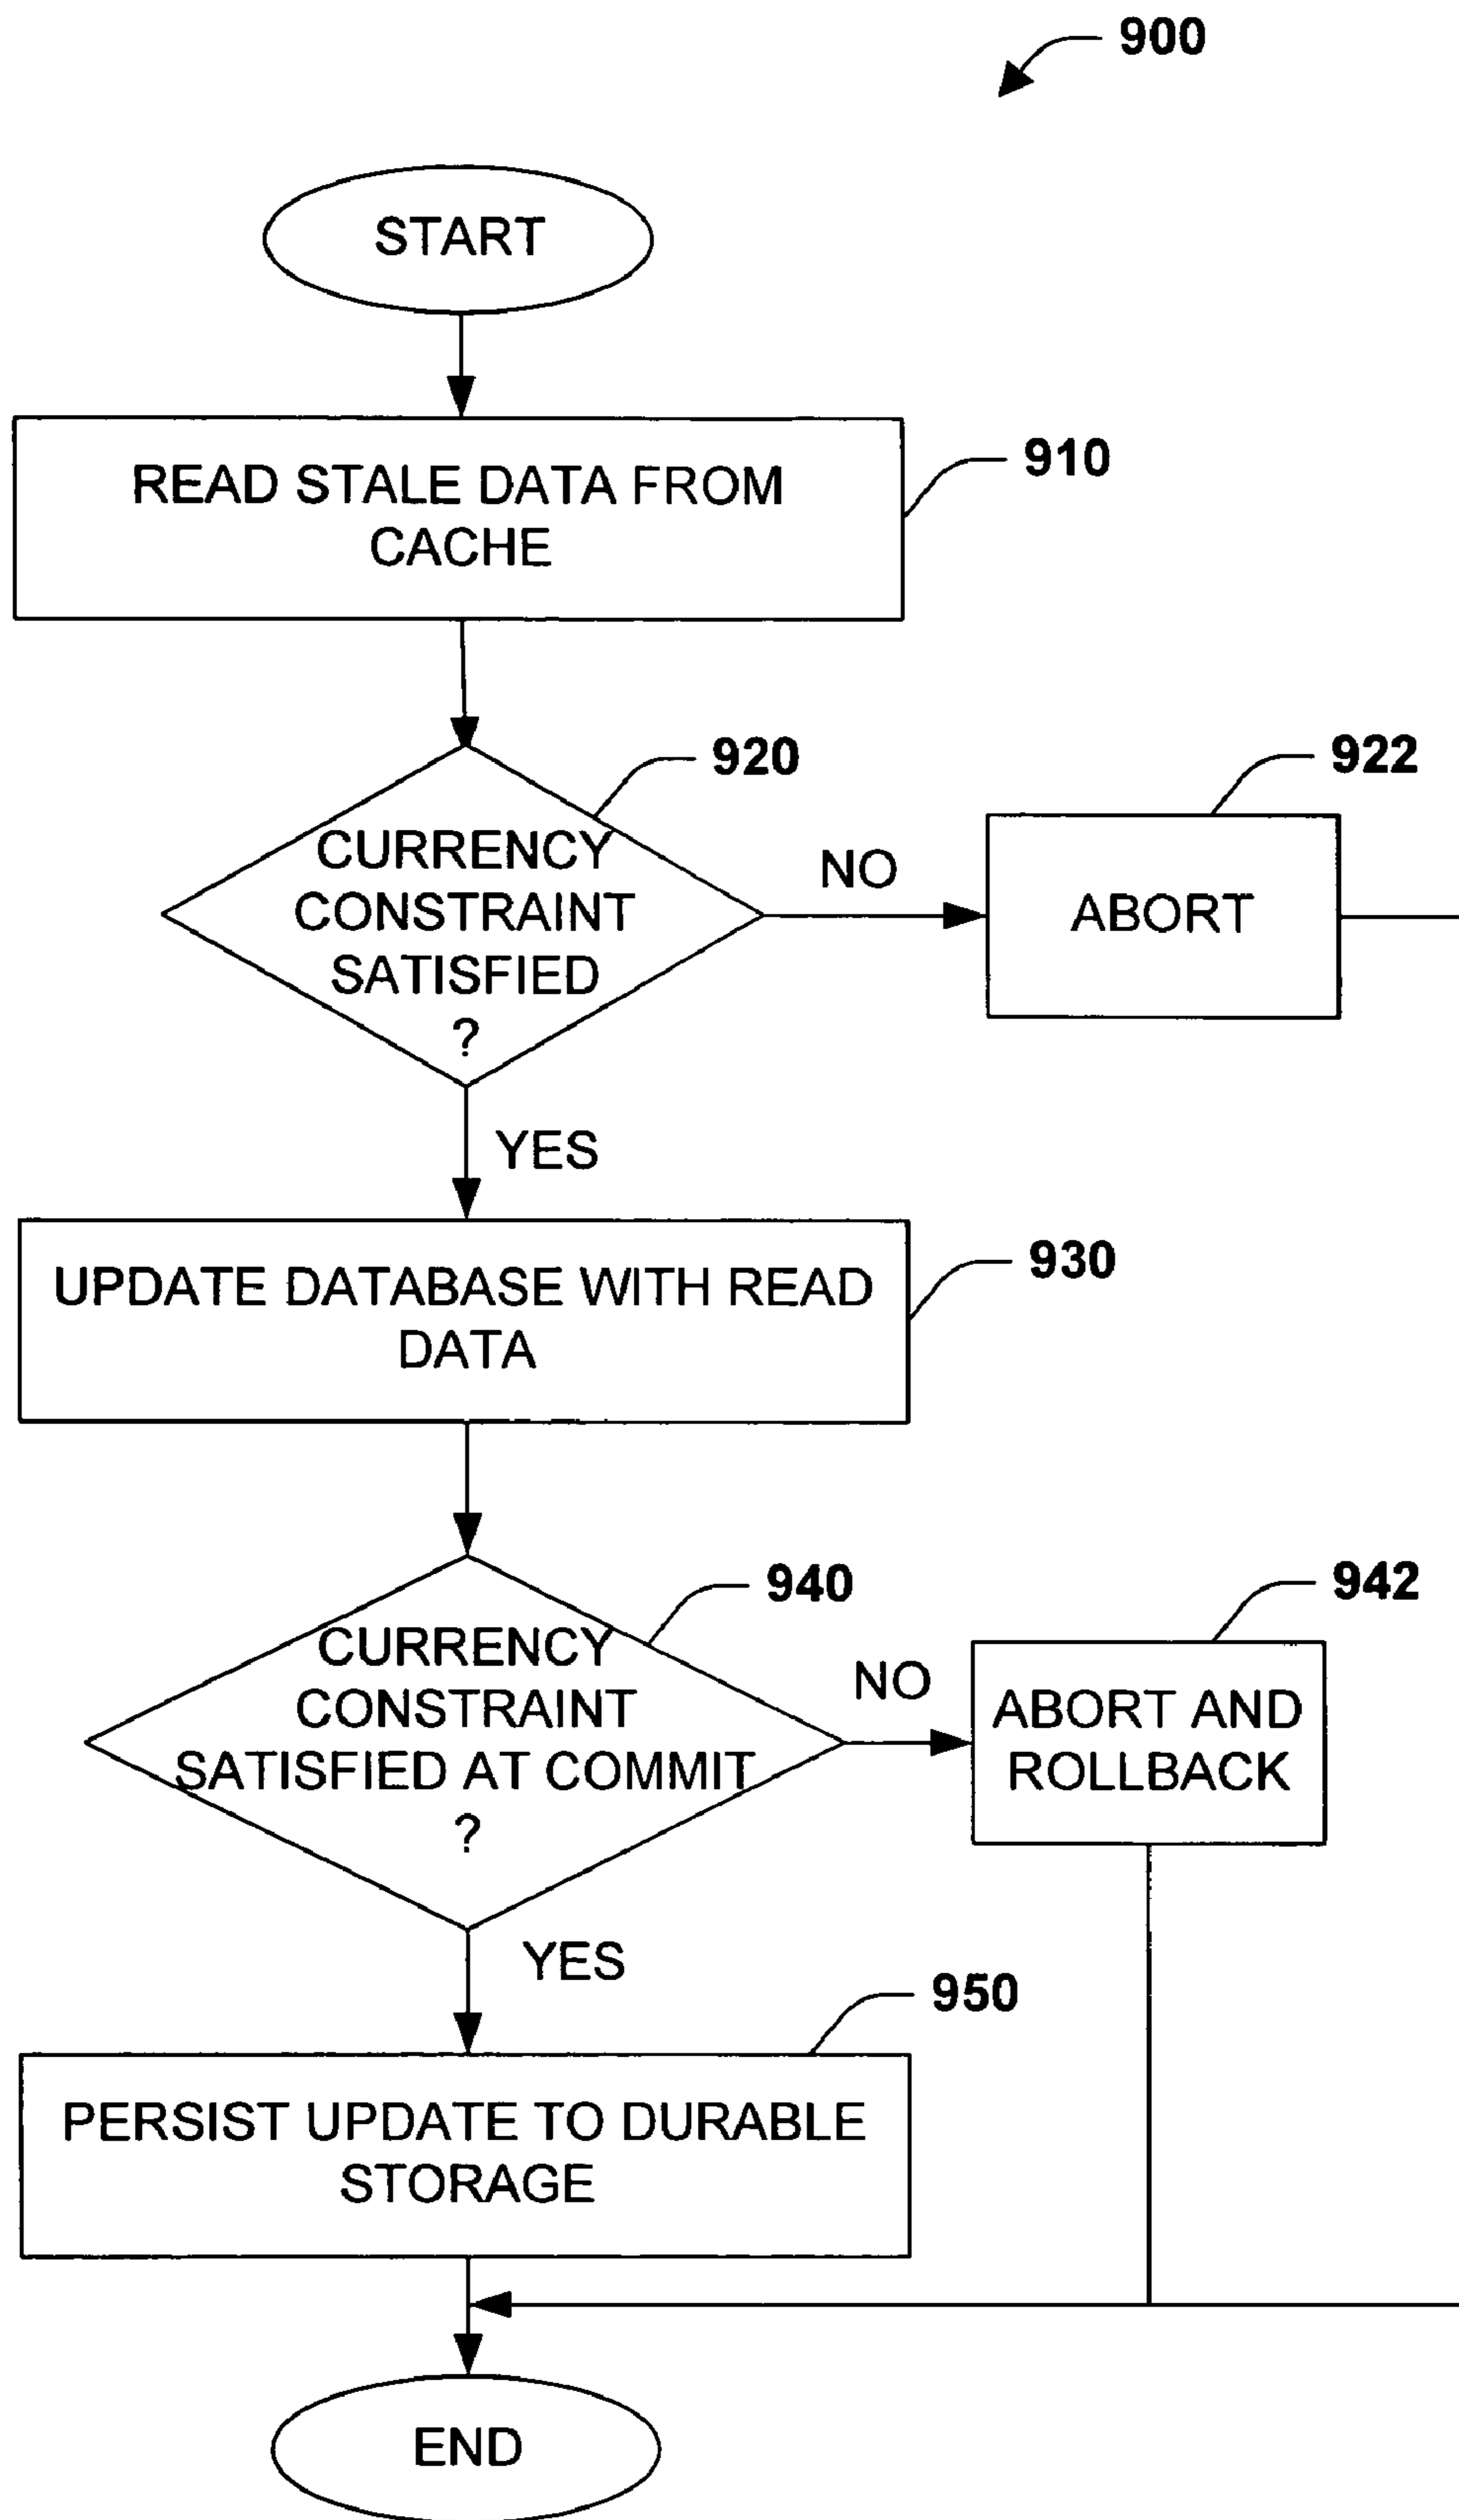 900
START
READ STALE DATA FROM
CACHE
910
920
922
CURRENCY
CONSTRAINT
SATISFIED
?
NO
ABORT
YES
UPDATE DATABASE WITH READ
DATA
930
940
942
CURRENCY
CONSTRAINT
SATISFIED AT COMMIT
?
NO
ABORT AND
ROLLBACK
YES
950
PERSIST UPDATE TO DURABLE
STORAGE
END